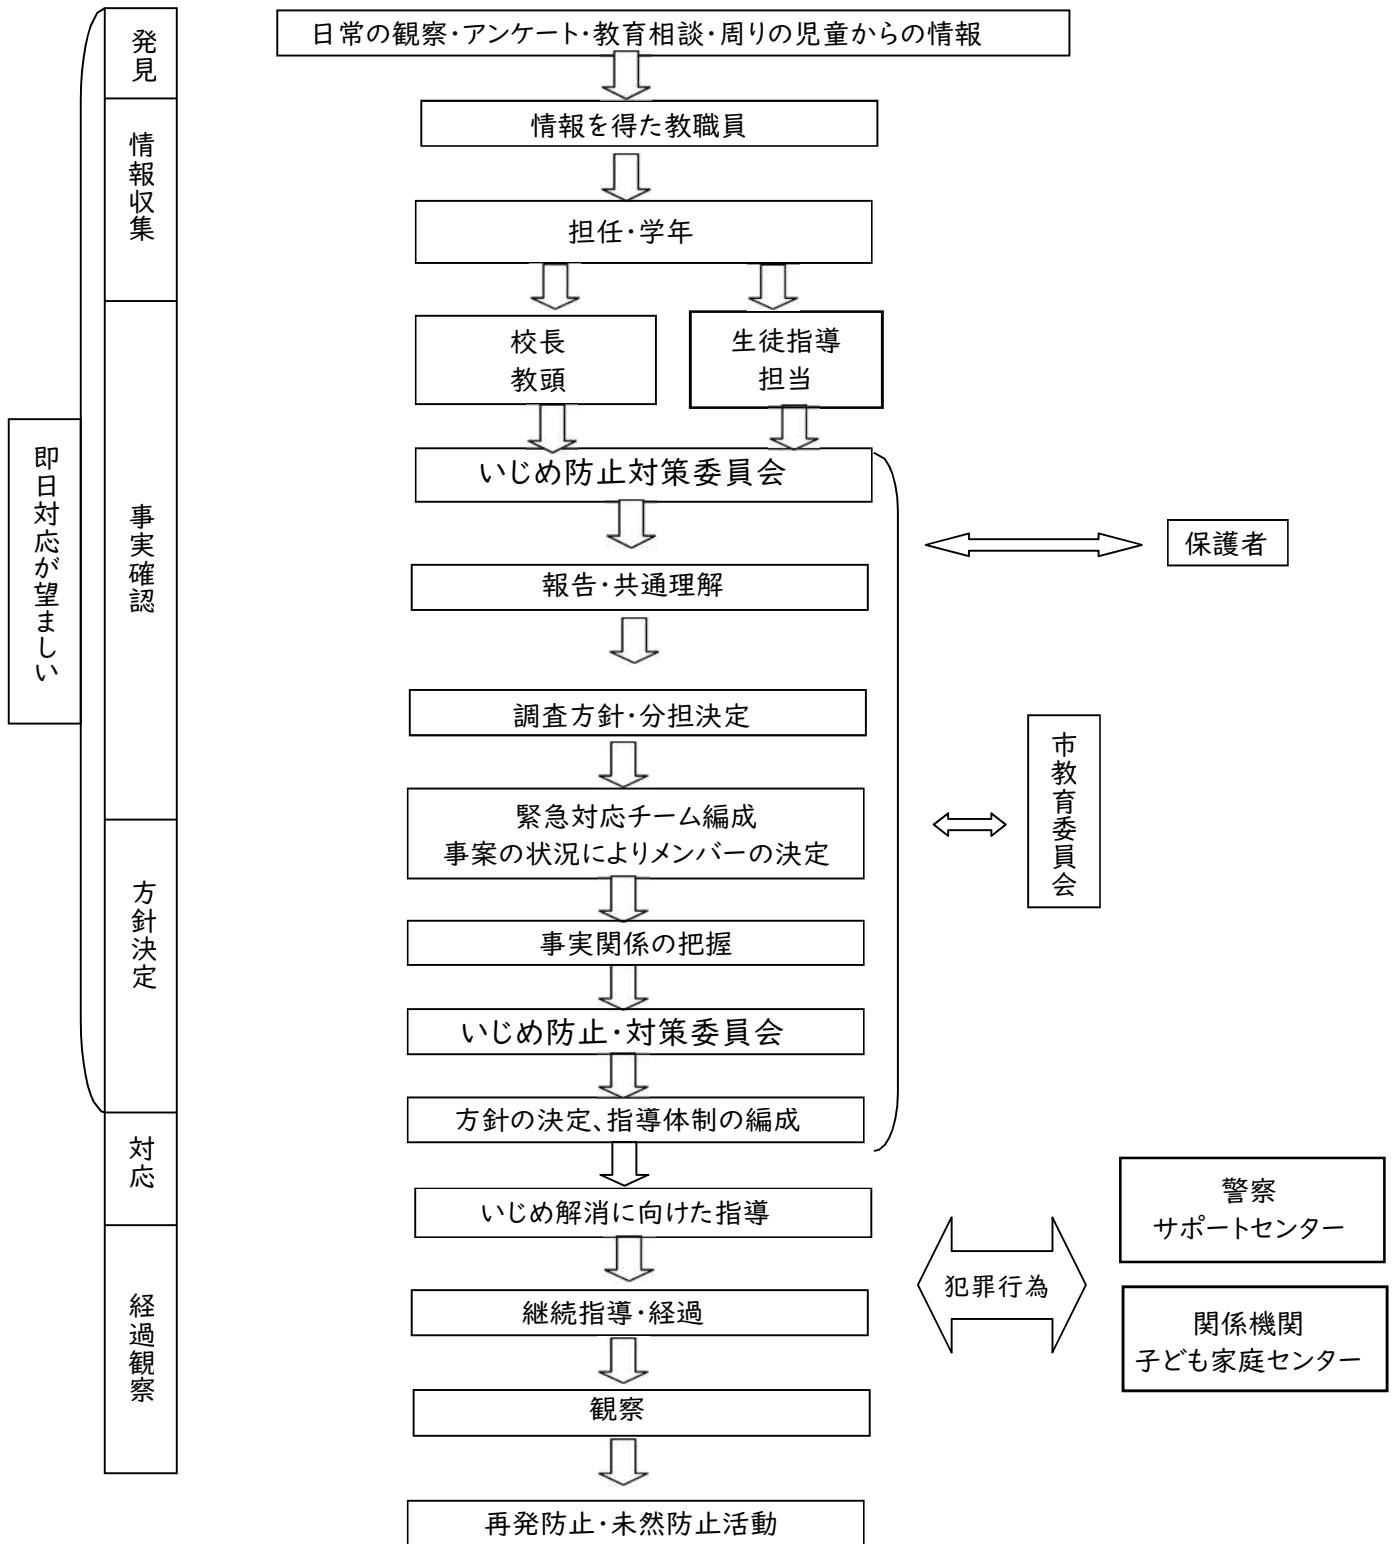 発見
日常の観察・アンケート・教育相談・周りの児童からの情報
情報収集
情報を得た教職員
担任・学年
校長
教頭
生徒指導
担当
即日対応が望ましい
事実確認
いじめ防止対策委員会
報告・共通理解
保護者
調査方針・分担決定
緊急対応チーム編成
事案の状況によりメンバーの決定
市教育委員会
方針決定
事実関係の把握
いじめ防止・対策委員会
方針の決定、指導体制の編成
対応
いじめ解消に向けた指導
警察
サポートセンター
犯罪行為
関係機関
子ども家庭センター
経過観察
継続指導・経過
観察
再発防止・未然防止活動